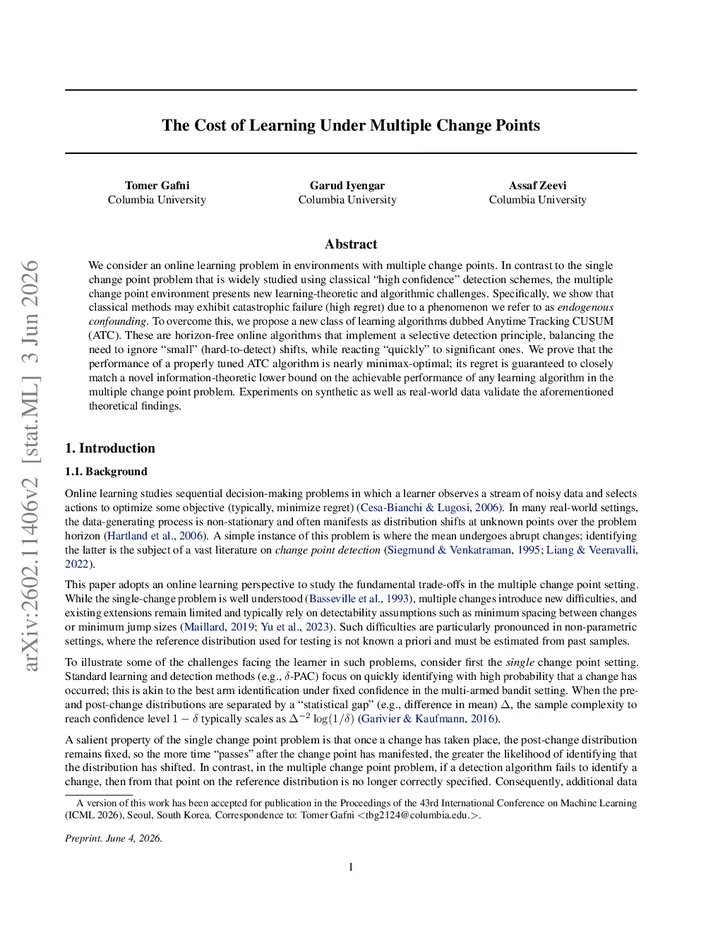 The Cost of Learning Under Multiple Change Points
Tomer Gafni
Columbia University
Garud Iyengar
Columbia University
Assaf Zeevi
Columbia University
Abstract
We consider an online learning problem in environments with multiple change points. In contrast to the single
change point problem that is widely studied using classical “high confidence” detection schemes, the multiple
change point environment presents new learning-theoretic and algorithmic challenges. Specifically, we show that
classical methods may exhibit catastrophic failure (high regret) due to a phenomenon we refer to as endogenous
confounding. To overcome this, we propose a new class of learning algorithms dubbed Anytime Tracking CUSUM
(ATC). These are horizon-free online algorithms that implement a selective detection principle, balancing the
need to ignore “small” (hard-to-detect) shifts, while reacting “quickly” to significant ones. We prove that the
performance of a properly tuned ATC algorithm is nearly minimax-optimal; its regret is guaranteed to closely
match a novel information-theoretic lower bound on the achievable performance of any learning algorithm in the
multiple change point problem. Experiments on synthetic as well as real-world data validate the aforementioned
theoretical findings.
1. Introduction
1.1. Background
Online learning studies sequential decision-making problems in which a learner observes a stream of noisy data and selects
actions to optimize some objective (typically, minimize regret) (Cesa-Bianchi & Lugosi, 2006). In many real-world settings,
the data-generating process is non-stationary and often manifests as distribution shifts at unknown points over the problem
horizon (Hartland et al., 2006). A simple instance of this problem is where the mean undergoes abrupt changes; identifying
the latter is the subject of a vast literature on change point detection (Siegmund & Venkatraman, 1995; Liang & Veeravalli,
2022).
This paper adopts an online learning perspective to study the fundamental trade-offs in the multiple change point setting.
While the single-change problem is well understood (Basseville et al., 1993), multiple changes introduce new difficulties, and
existing extensions remain limited and typically rely on detectability assumptions such as minimum spacing between changes
or minimum jump sizes (Maillard, 2019; Yu et al., 2023). Such difficulties are particularly pronounced in non-parametric
settings, where the reference distribution used for testing is not known a priori and must be estimated from past samples.
To illustrate some of the challenges facing the learner in such problems, consider first the single change point setting.
Standard learning and detection methods (e.g., δ-PAC) focus on quickly identifying with high probability that a change has
occurred; this is akin to the best arm identification under fixed confidence in the multi-armed bandit setting. When the pre-
and post-change distributions are separated by a “statistical gap” (e.g., difference in mean) Δ, the sample complexity to
reach confidence level 1 − δ typically scales as Δ⁻² log(1/δ) (Garivier & Kaufmann, 2016).
A salient property of the single change point problem is that once a change has taken place, the post-change distribution
remains fixed, so the more time “passes” after the change point has manifested, the greater the likelihood of identifying that
the distribution has shifted. In contrast, in the multiple change point problem, if a detection algorithm fails to identify a
change, then from that point on the reference distribution is no longer correctly specified. Consequently, additional data
A version of this work has been accepted for publication in the Proceedings of the 43rd International Conference on Machine Learning
(ICML 2026), Seoul, South Korea. Correspondence to: Tomer Gafni <tbg2124@columbia.edu.>.
Preprint. June 4, 2026.
1
arXiv:2602.11406v2 [stat.ML] 3 Jun 2026